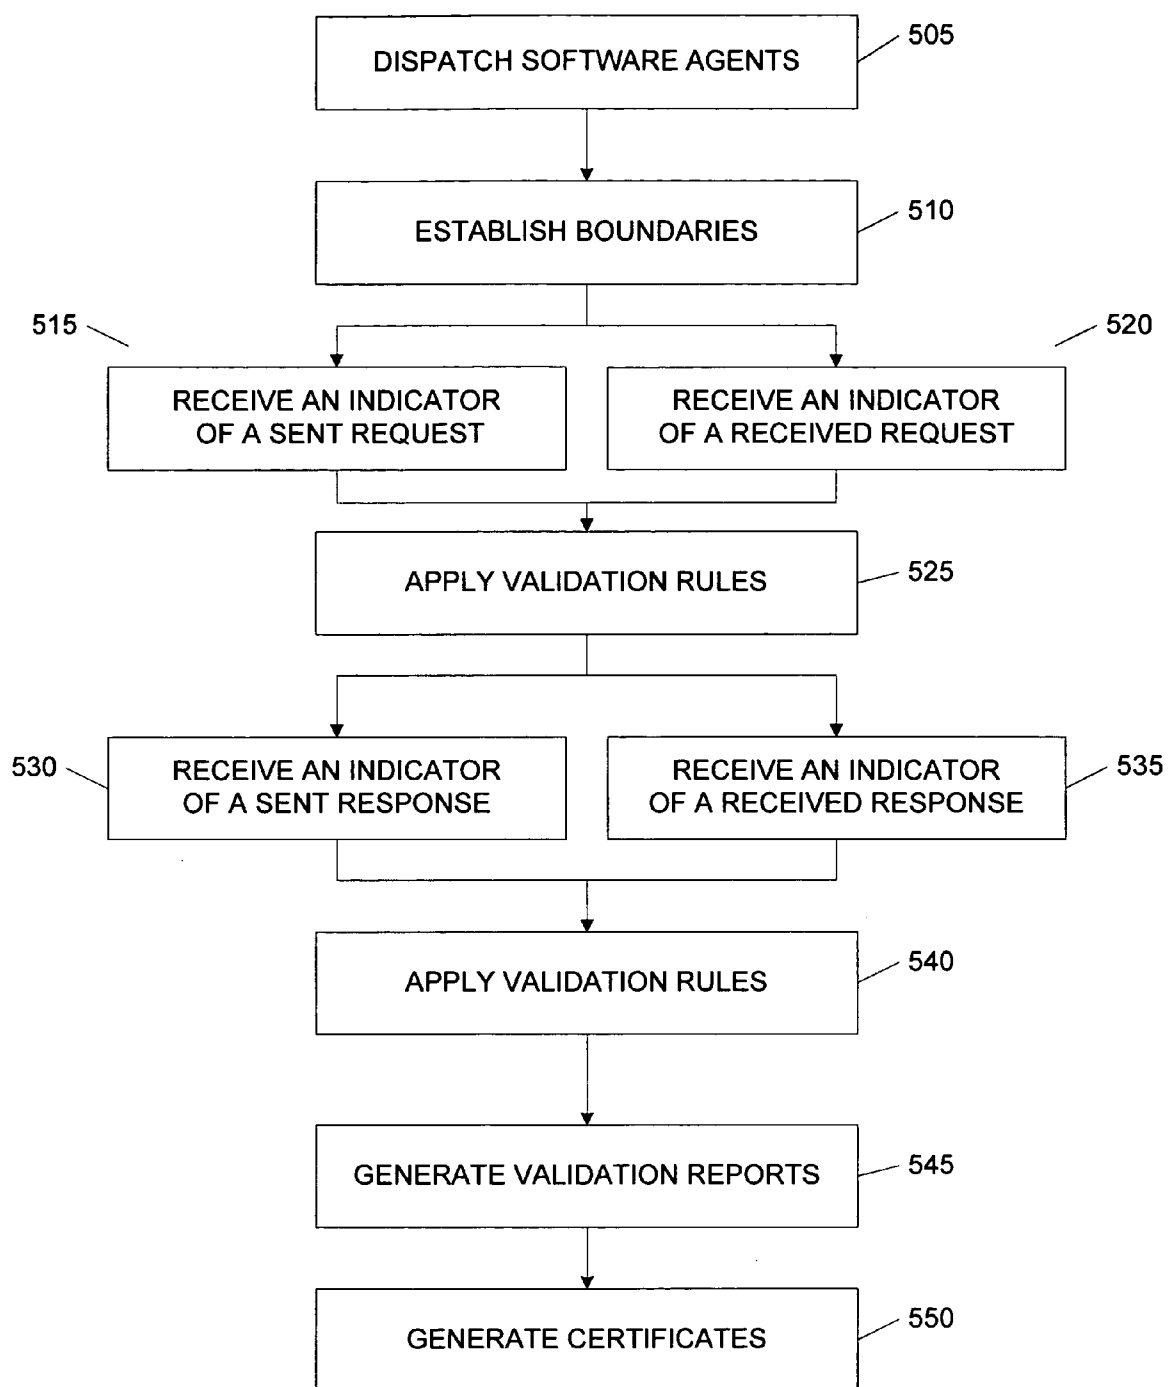 DISPATCH SOFTWARE AGENTS
505
ESTABLISH BOUNDARIES
510
515
520
RECEIVE AN INDICATOR
OF A SENT REQUEST
RECEIVE AN INDICATOR
OF A RECEIVED REQUEST
APPLY VALIDATION RULES
525
530
RECEIVE AN INDICATOR
OF A SENT RESPONSE
RECEIVE AN INDICATOR
OF A RECEIVED RESPONSE
535
APPLY VALIDATION RULES
540
GENERATE VALIDATION REPORTS
545
GENERATE CERTIFICATES
550